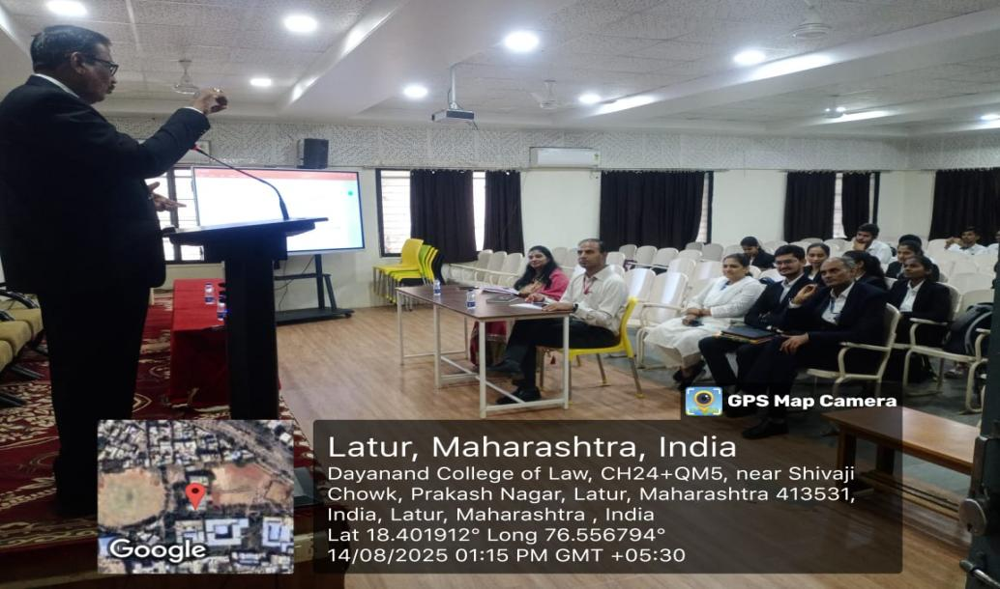 GPS Map Camera
Latur, Maharashtra, India
Dayanand College of Law, CH24+QM5, near Shivaji
Chowk, Prakash Nagar, Latur, Maharashtra 413531,
India, Latur, Maharashtra , India
Lat 18.401912° Long 76.556794°
14/08/2025 01:15 PM GMT +05:30
Google